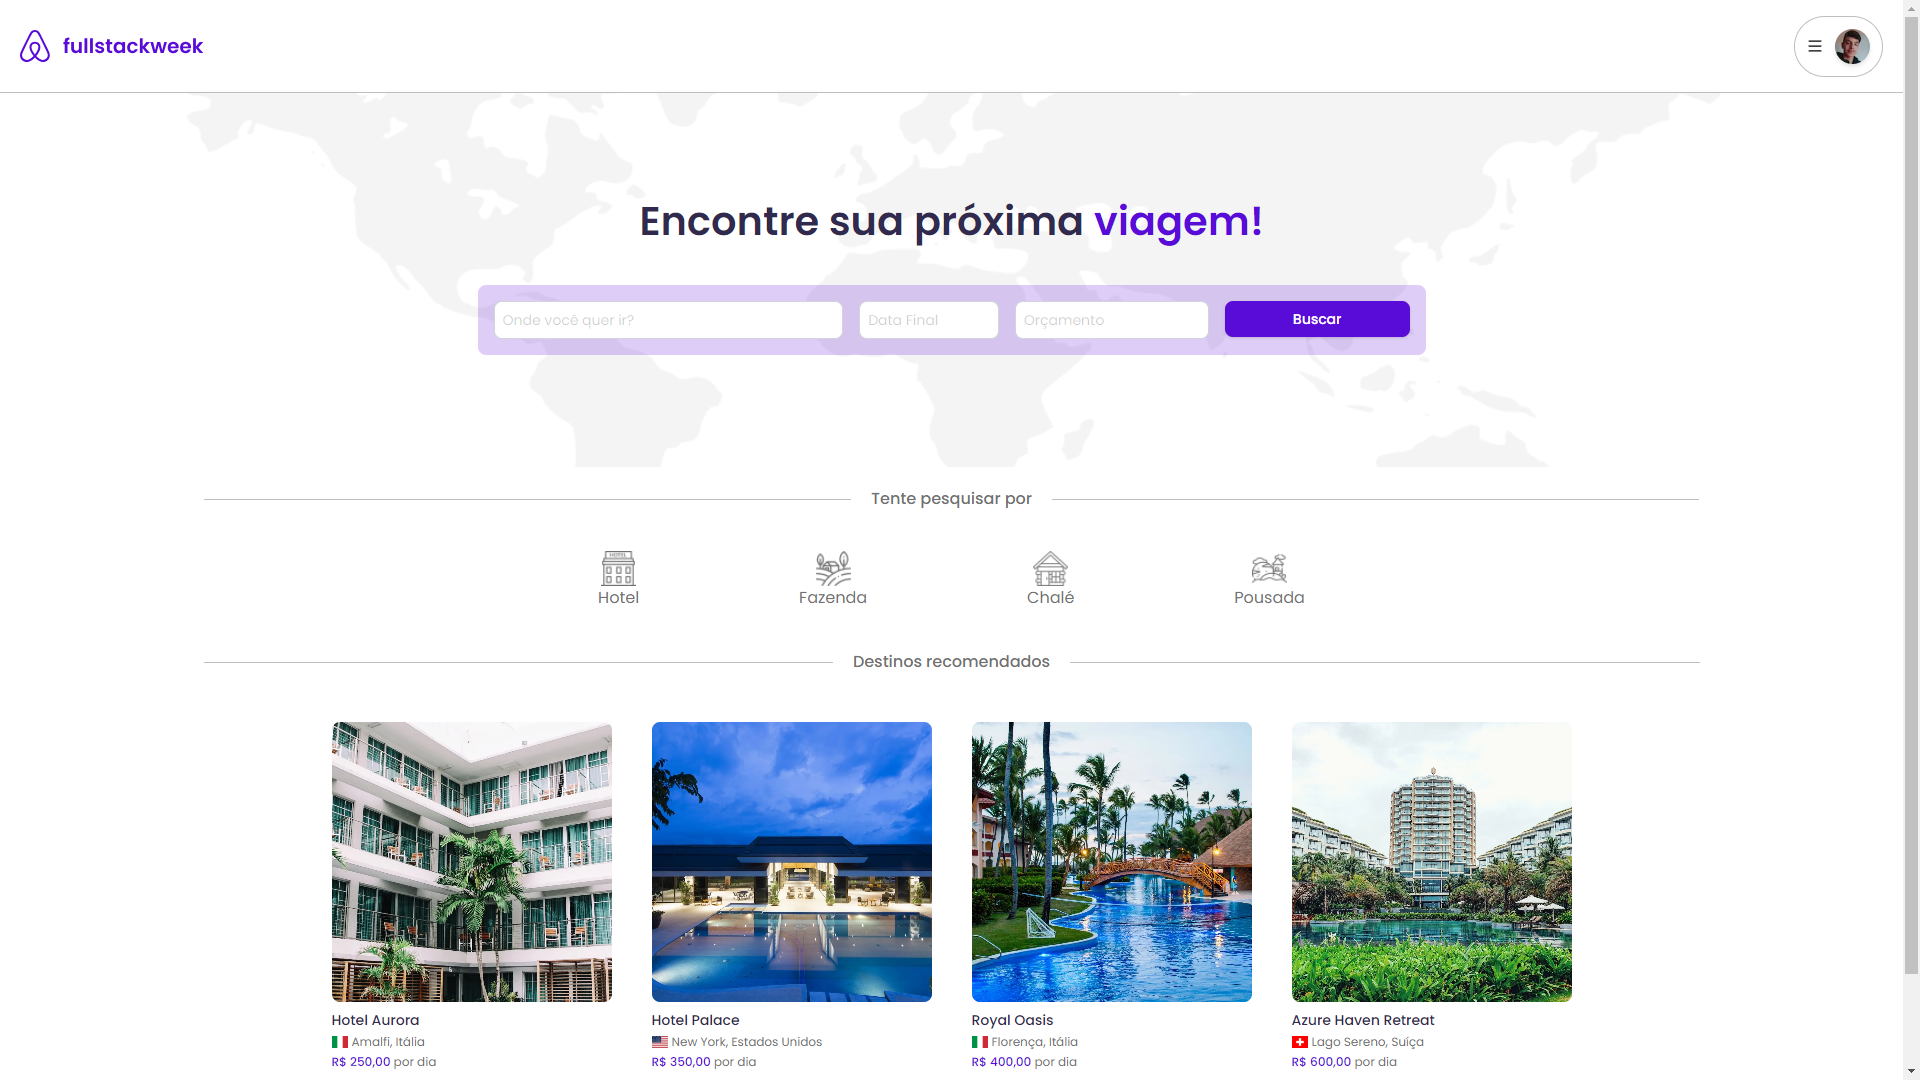 fullstackweek
Encontre sua próxima viagem!
Onde você quer ir?
Data Final
Orçamento
Buscar
Tente pesquisar por
HOTEL
Hotel
Fazenda
Chalé
Pousada
Destinos recomendados
Hotel Aurora
Amalfi, Itália
R$ 250,00 por dia
Hotel Palace
New York, Estados Unidos
R$ 350,00 por dia
Royal Oasis
Florença, Itália
R$ 400,00 por dia
Azure Haven Retreat
Lago Sereno, Suíça
R$ 600,00 por dia